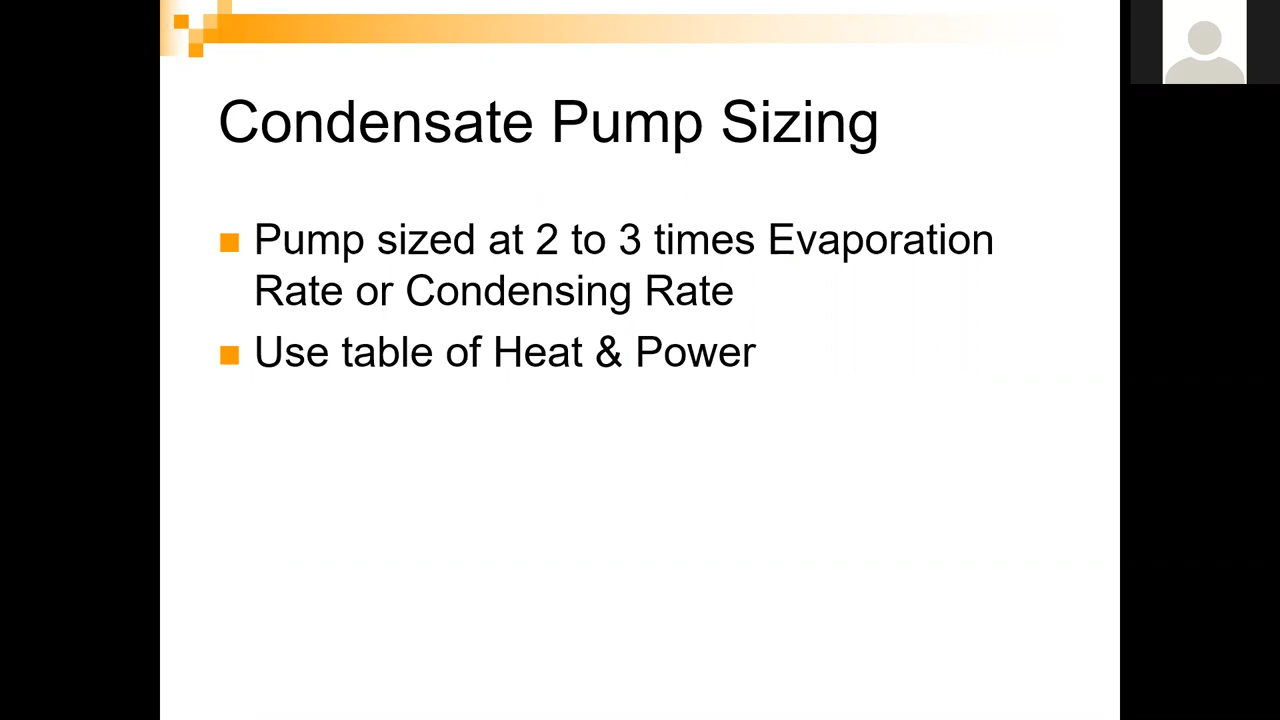 Condensate Pump Sizing
Pump sized at 2 to 3 times Evaporation
Rate or Condensing Rate
Use table of Heat & Power